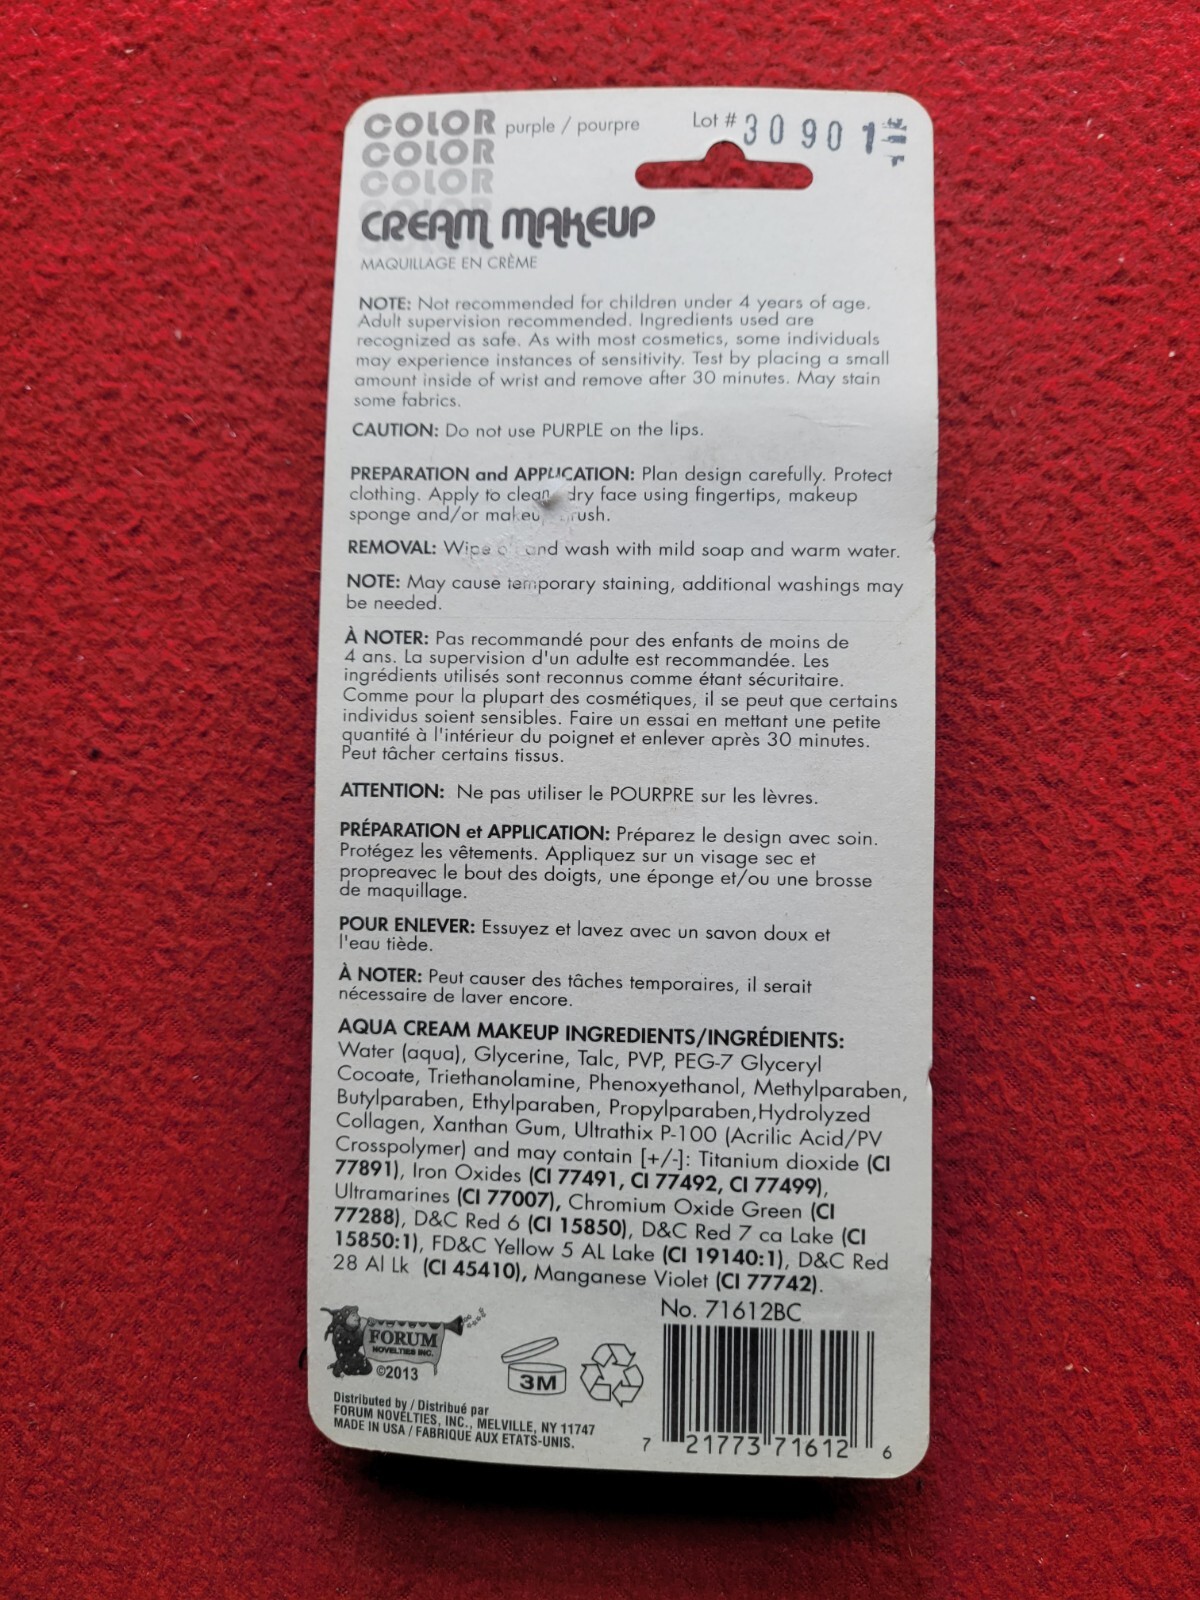 COLOR purple / pourpre Lot # 30901
COLOR
COLOR
COLOR
CREAM MAKEUP
MAQUILLAGE EN CRÈME
NOTE: Not recommended for children under 4 years of age.
Adult supervision recommended. Ingredients used are
recognized as safe. As with most cosmetics, some individuals
may experience instances of sensitivity. Test by placing a small
amount inside of wrist and remove after 30 minutes. May stain
some fabrics.
CAUTION: Do not use PURPLE on the lips.
PREPARATION and APPLICATION: Plan design carefully. Protect
clothing. Apply to clean, dry face using fingertips, makeup
sponge and/or makeup brush.
REMOVAL: Wipe off and wash with mild soap and warm water.
NOTE: May cause temporary staining, additional washings may
be needed.
À NOTER: Pas recommandé pour des enfants de moins de
4 ans. La supervision d'un adulte est recommandée. Les
ingrédients utilisés sont reconnus comme étant sécuritaire.
Comme pour la plupart des cosmétiques, il se peut que certains
individus soient sensibles. Faire un essai en mettant une petite
quantité à l'intérieur du poignet et enlever après 30 minutes.
Peut tâcher certains tissus.
ATTENTION: Ne pas utiliser le POURPRE sur les lèvres.
PRÉPARATION et APPLICATION: Préparez le design avec soin.
Protégez les vêtements. Appliquez sur un visage sec et
propreavec le bout des doigts, une éponge et/ou une brosse
de maquillage.
POUR ENLEVER: Essuyez et lavez avec un savon doux et
l'eau tiède.
À NOTER: Peut causer des tâches temporaires, il serait
nécessaire de laver encore.
AQUA CREAM MAKEUP INGREDIENTS/INGRÉDIENTS:
Water (aqua), Glycerine, Talc, PVP, PEG-7 Glyceryl
Cocoate, Triethanolamine, Phenoxyethanol, Methylparaben,
Butylparaben, Ethylparaben, Propylparaben,Hydrolyzed
Collagen, Xanthan Gum, Ultrathix P-100 (Acrilic Acid/PV
Crosspolymer) and may contain [+/-]: Titanium dioxide (CI
77891), Iron Oxides (CI 77491, CI 77492, CI 77499),
Ultramarines (CI 77007), Chromium Oxide Green (CI
77288), D&C Red 6 (CI 15850), D&C Red 7 ca Lake (CI
15850:1), FD&C Yellow 5 AL Lake (CI 19140:1), D&C Red
28 Al Lk (CI 45410), Manganese Violet (CI 77742).
No. 71612BC
FORUM
NOVELTIES INC.
©2013
3M
Distributed by / Distribué par
FORUM NOVELTIES, INC., MELVILLE, NY 11747
MADE IN USA / FABRIQUE AUX ETATS-UNIS.
7 21773 71612 6